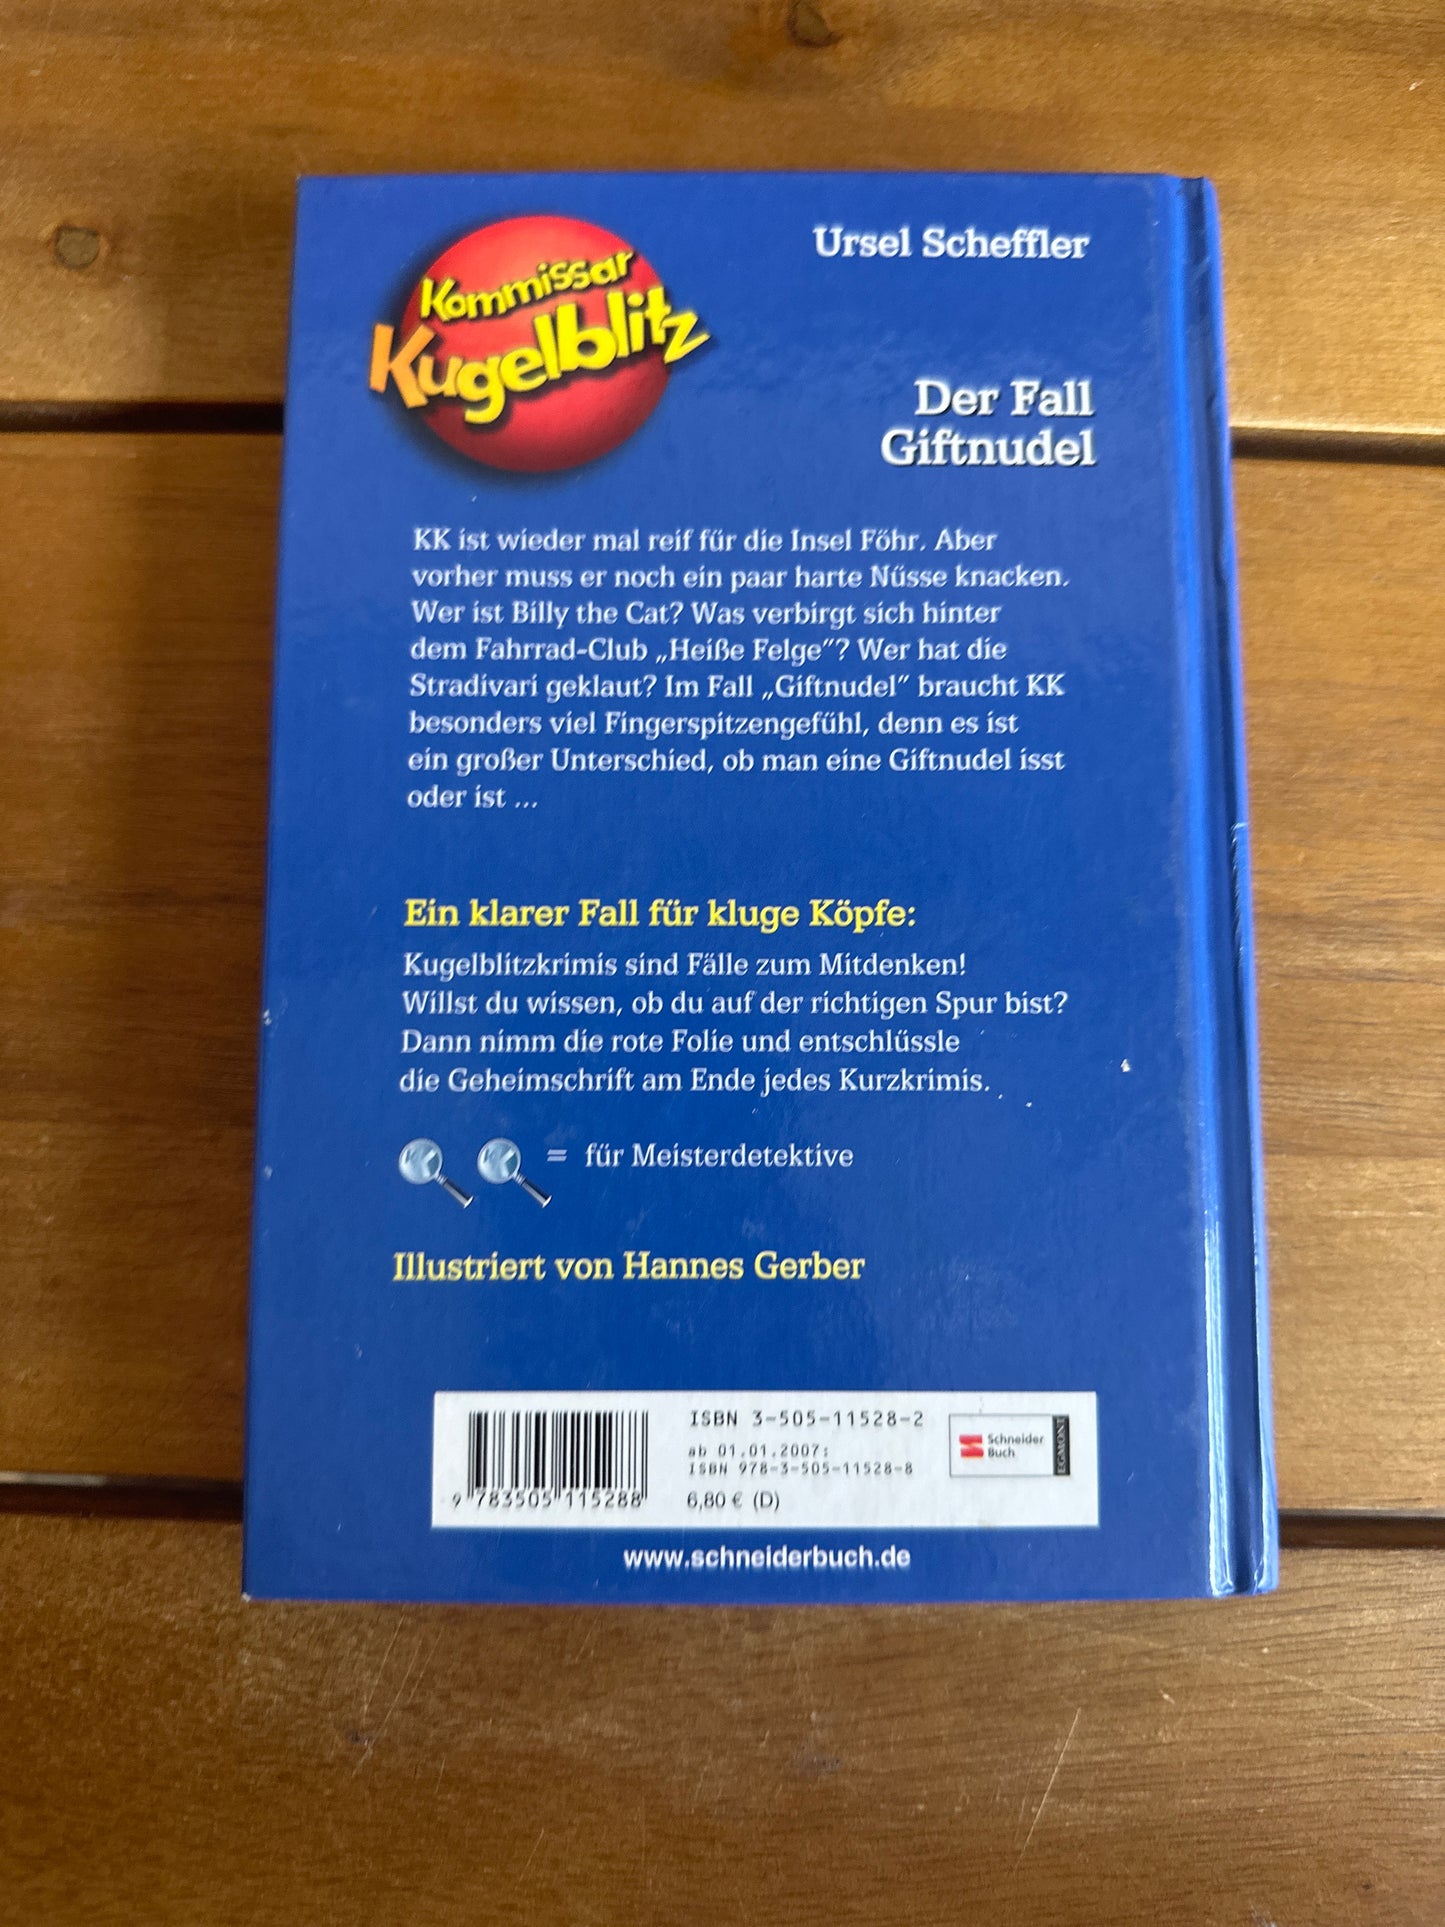 Kommissar
Kugelblitz
Ursel Scheffler
Der Fall
Giftnudel
KK ist wieder mal reif für die Insel Föhr. Aber
vorher muss er noch ein paar harte Nüsse knacken.
Wer ist Billy the Cat? Was verbirgt sich hinter
dem Fahrrad-Club „Heiße Felge"? Wer hat die
Stradivari geklaut? Im Fall „Giftnudel" braucht KK
besonders viel Fingerspitzengefühl, denn es ist
ein großer Unterschied, ob man eine Giftnudel isst
oder ist ...
Ein klarer Fall für kluge Köpfe:
Kugelblitzkrimis sind Fälle zum Mitdenken!
Willst du wissen, ob du auf der richtigen Spur bist?
Dann nimm die rote Folie und entschlüssle
die Geheimschrift am Ende jedes Kurzkrimis.
= für Meisterdetektive
Illustriert von Hannes Gerber
ISBN 3-505-11528-2
ab 01.01.2007:
ISBN 978-3-505-11528-8
6,80 € (D)
9 783505 115288
Schneider
Buch
EGMONT
www.schneiderbuch.de